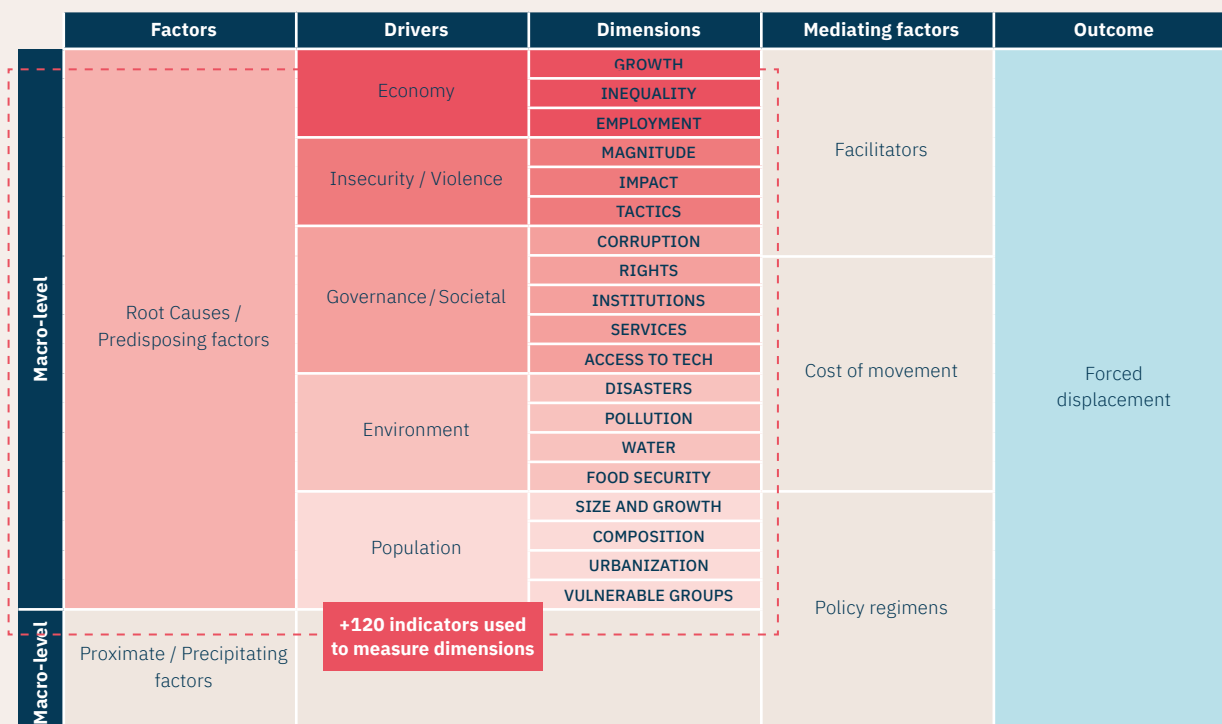 Factors
Drivers
Dimensions
Mediating factors
Outcome
Macro-level
Root Causes /
Predisposing factors
Economy
GROWTH
INEQUALITY
EMPLOYMENT
Insecurity / Violence
MAGNITUDE
IMPACT
TACTICS
Governance / Societal
CORRUPTION
RIGHTS
INSTITUTIONS
SERVICES
ACCESS TO TECH
Environment
DISASTERS
POLLUTION
WATER
FOOD SECURITY
Population
SIZE AND GROWTH
COMPOSITION
URBANIZATION
VULNERABLE GROUPS
Facilitators
Cost of movement
Policy regimens
Forced
displacement
+120 indicators used
to measure dimensions
Macro-level
Proximate / Precipitating
factors